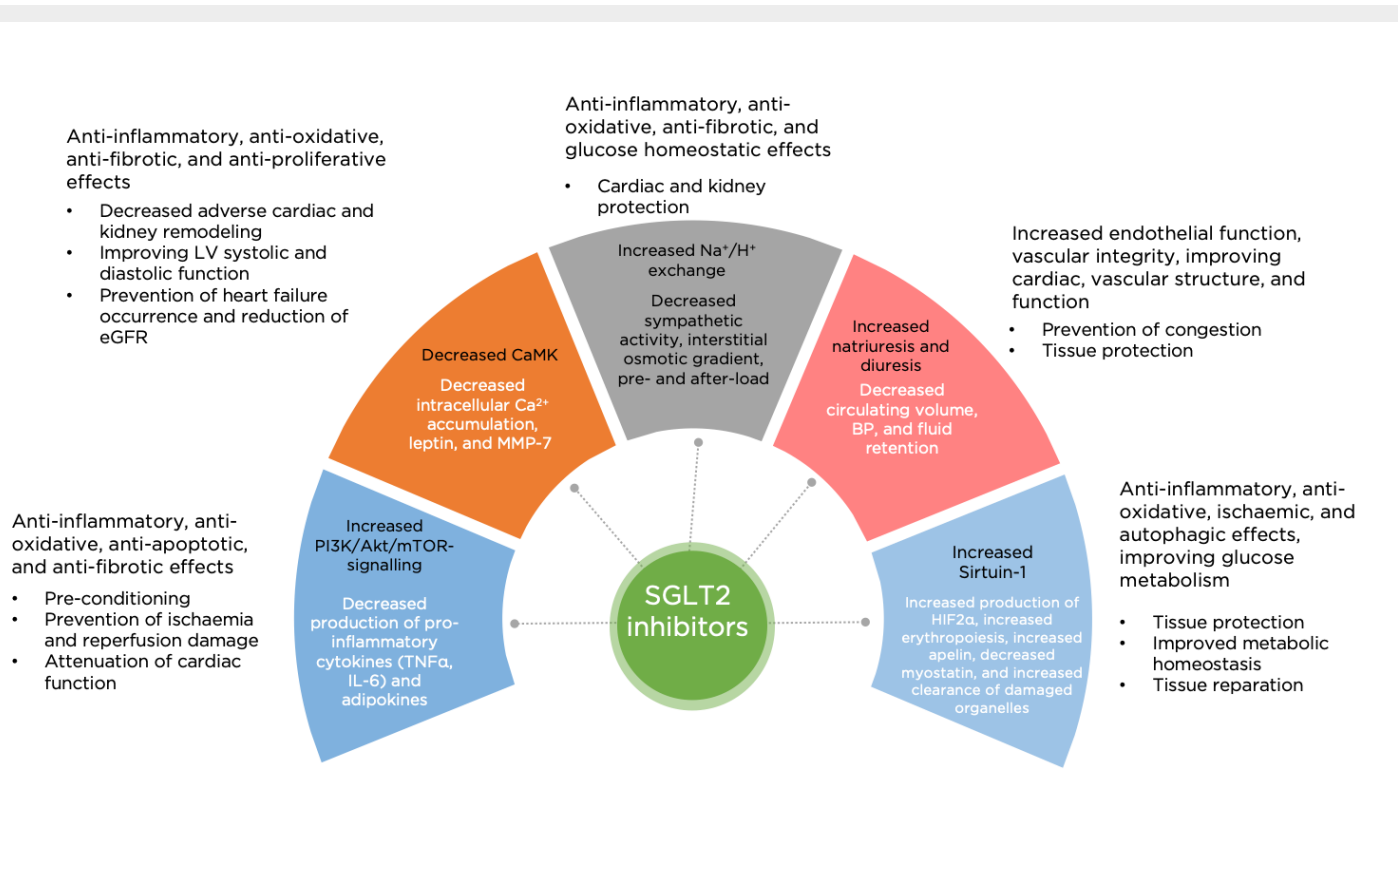 Anti-inflammatory, anti-oxidative,
anti-fibrotic, and anti-proliferative
effects
• Decreased adverse cardiac and
kidney remodeling
• Improving LV systolic and
diastolic function
• Prevention of heart failure
occurrence and reduction of
eGFR
Anti-inflammatory, anti-
oxidative, anti-fibrotic, and
glucose homeostatic effects
• Cardiac and kidney
protection
Increased endothelial function,
vascular integrity, improving
cardiac, vascular structure, and
function
• Prevention of congestion
• Tissue protection
Anti-inflammatory, anti-
oxidative, anti-apoptotic,
and anti-fibrotic effects
• Pre-conditioning
• Prevention of ischaemia
and reperfusion damage
• Attenuation of cardiac
function
Increased
PI3K/Akt/mTOR-
signalling
Decreased
production of pro-
inflammatory
cytokines (TNFα,
IL-6) and
adipokines
Decreased CaMK
Decreased
intracellular Ca²⁺
accumulation,
leptin, and MMP-7
Increased Na⁺/H⁺
exchange
Decreased
sympathetic
activity, interstitial
osmotic gradient,
pre- and after-load
Increased
natriuresis and
diuresis
Decreased
circulating volume,
BP, and fluid
retention
Increased
Sirtuin-1
Increased production of
HIF2α, increased
erythropoiesis, increased
apelin, decreased
myostatin, and increased
clearance of damaged
organelles
SGLT2
inhibitors
Anti-inflammatory, anti-
oxidative, ischaemic, and
autophagic effects,
improving glucose
metabolism
• Tissue protection
• Improved metabolic
homeostasis
• Tissue reparation